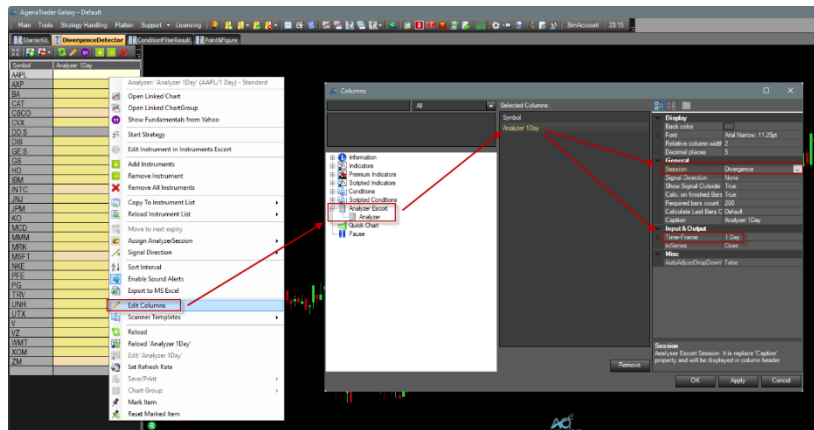 AgenaTrader Galaxy - Default
Main Tools Strategy Handling Flatten Support + Licensing SimAccount 23:15
StarterKit DivergenceDetector ConditionFilterResult Point&Figure
Symbol Analyzer 1Day
AAPL
AXP
BA
CAT
CSCO
CVX
DD.S
DIS
GE.S
GS
HD
IBM
INTC
JNJ
JPM
KO
MCD
MMM
MRK
MSFT
NKE
PFE
PG
TRV
UNH
UTX
V
VZ
WMT
XOM
ZM
Analyzer: 'Analyzer 1Day' (AAPL/1 Day) - Standard
Open Linked Chart
Open Linked ChartGroup
Show Fundamentals from Yahoo
Start Strategy
Edit Instrument in Instruments Escort
Add Instruments
Remove Instrument
Remove All Instruments
Copy To Instrument List
Reload Instrument List
Move to next expiry
Assign AnalyzerSession
Signal Direction
Sort Interval
Enable Sound Alerts
Export to MS Excel
Edit Columns
Scanner Templates
Reload
Reload 'Analyzer 1Day'
Edit 'Analyzer 1Day'
Set Refresh Rate
Save/Print
Chart Group
Mark Item
Reset Marked Item
Columns
All
Information
Indicators
Premium Indicators
Scripted Indicators
Conditions
Scripted Conditions
Analyzer Escort
Analyzer
Quick Chart
Pause
Selected Columns:
Symbol
Analyzer 1Day
Remove
Display
Back color
Font Arial Narrow; 11.25pt
Relative column widt 2
Decimal places 5
General
Session Divergence
Signal Direction None
Show Signal Outside True
Calc. on finished Bars True
Required bars count 200
Calculate Last Bars C Default
Caption Analyzer 1Day
Input & Output
Time-Frame 1 Day
InSeries Close
Misc
AutoAdjustDropDown False
Session
Analyzer Escort Session. It is replace 'Caption'
property and will be displayed in column header
OK Apply Cancel